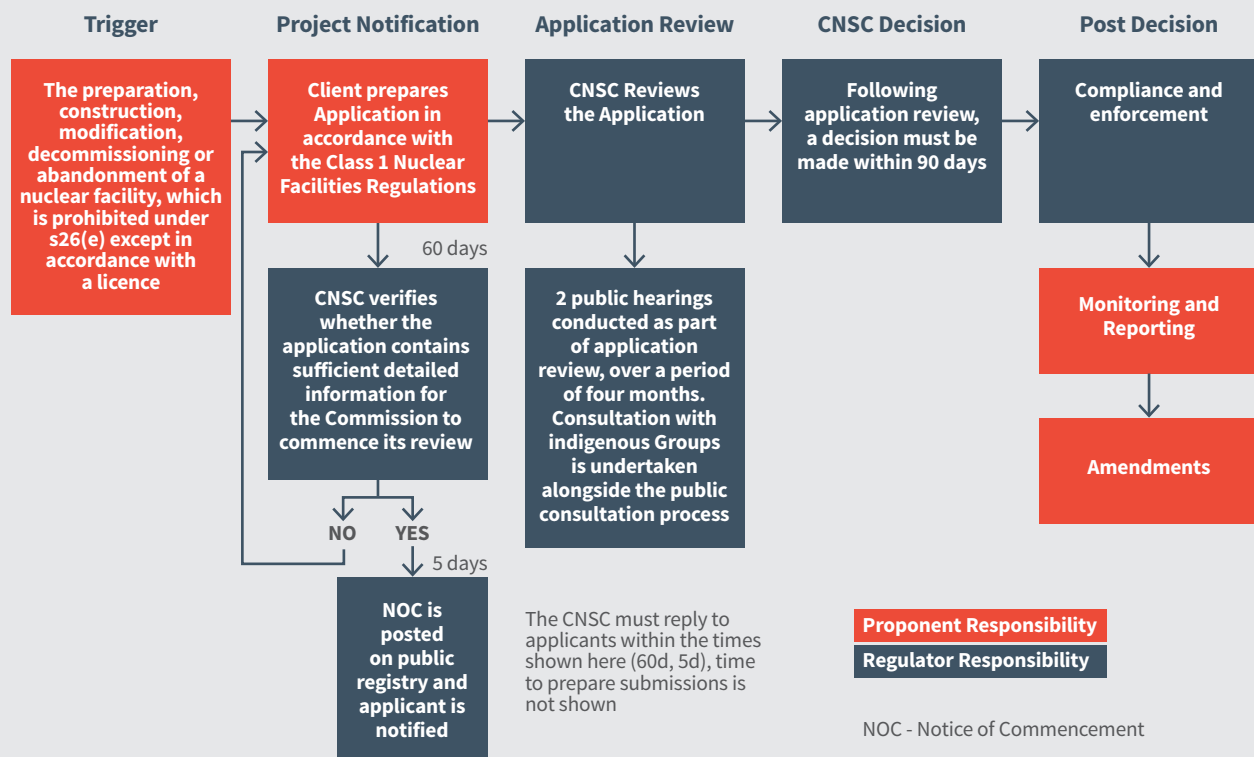 Trigger
Project Notification
Application Review
CNSC Decision
Post Decision
The preparation,
construction,
modification,
decommissioning or
abandonment of a
nuclear facility, which
is prohibited under
s26(e) except in
accordance with
a licence
Client prepares
Application in
accordance with
the Class 1 Nuclear
Facilities Regulations
60 days
CNSC verifies
whether the
application contains
sufficient detailed
information for
the Commission to
commence its review
NO
YES
5 days
NOC is
posted
on public
registry and
applicant is
notified
CNSC Reviews
the Application
2 public hearings
conducted as part
of application
review, over a period
of four months.
Consultation with
indigenous Groups
is undertaken
alongside the public
consultation process
The CNSC must reply to
applicants within the times
shown here (60d, 5d), time
to prepare submissions is
not shown
Following
application review,
a decision must be
made within 90 days
Compliance and
enforcement
Monitoring and
Reporting
Amendments
Proponent Responsibility
Regulator Responsibility
NOC - Notice of Commencement